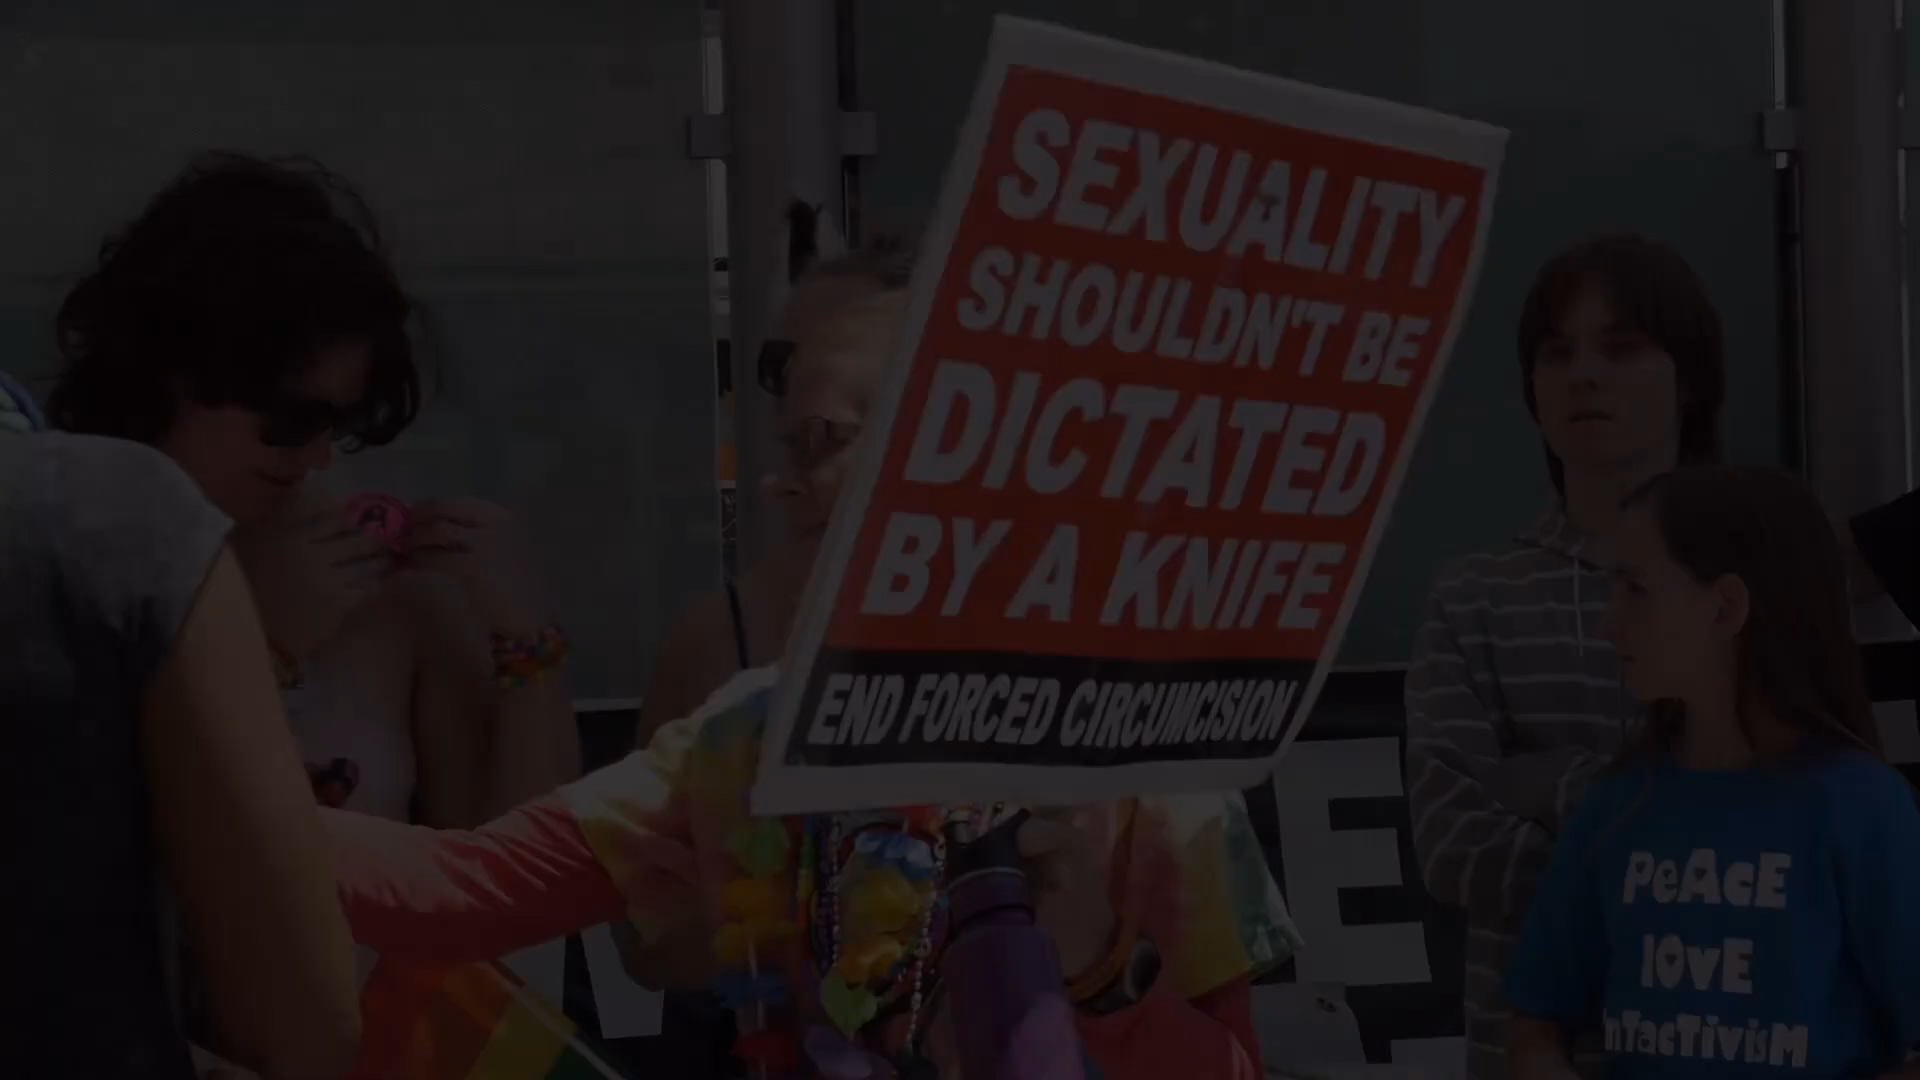 SEXUALITY
SHOULDN'T BE
DICTATED
BY A KNIFE
END FORCED CIRCUMCISION
PeAcE
lOvE
inTacTivisM